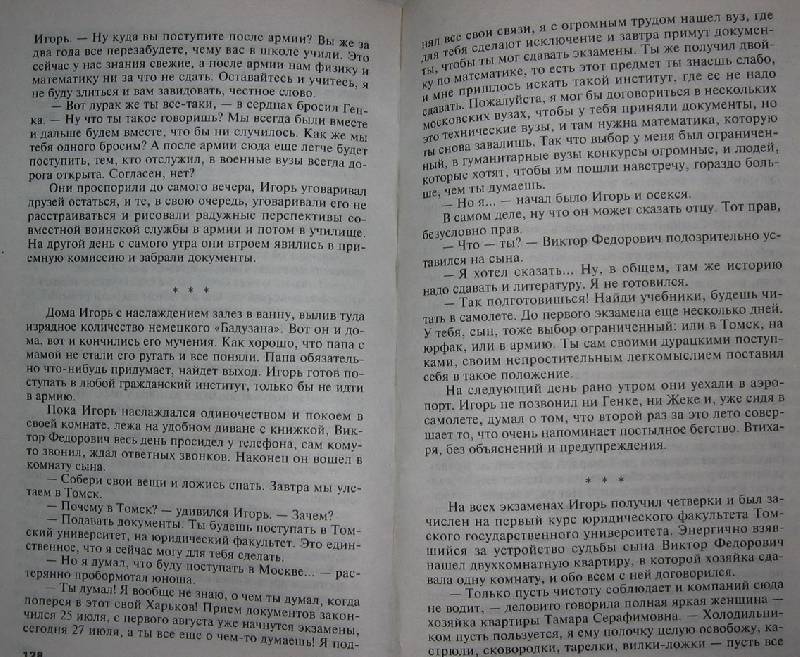 Игорь. — Ну куда вы поступите после армии? Вы же за
два года все перезабудете, чему вас в школе учили. Это
сейчас у нас знания свежие, а после армии нам физику и
математику ни за что не сдать. Оставайтесь и учитесь, я
не буду злиться и вам завидовать, честное слово.
— Вот дурак же ты все-таки, — в сердцах бросил Ген-
ка. — Ну что ты такое говоришь? Мы всегда были вместе
и дальше будем вместе, что бы ни случилось. Как же мы
тебя одного бросим? А после армии сюда еще легче будет
поступить, тем, кто отслужил, в военные вузы всегда до-
рога открыта. Согласен, нет?
Они проспорили до самого вечера, Игорь уговаривал
друзей остаться, и те, в свою очередь, уговаривали его не
расстраиваться и рисовали радужные перспективы со-
вместной воинской службы в армии и потом в училище.
На другой день с самого утра они втроем явились в при-
емную комиссию и забрали документы.
* * *
Дома Игорь с наслаждением залез в ванну, вылив туда
изрядное количество немецкого «Бадузана». Вот он и до-
ма, вот и кончились его мучения. Как хорошо, что папа с
мамой не стали его ругать и все поняли. Папа обязатель-
но что-нибудь придумает, найдет выход. Игорь готов по-
ступать в любой гражданский институт, только бы не идти
в армию.
Пока Игорь наслаждался одиночеством и покоем в
своей комнате, лежа на удобном диване с книжкой, Вик-
тор Федорович весь день просидел у телефона, сам кому-
то звонил, ждал ответных звонков. Наконец он вошел в
комнату сына.
— Собери свои вещи и ложись спать. Завтра мы уле-
таем в Томск.
— Почему в Томск? — удивился Игорь. — Зачем?
— Подавать документы. Ты будешь поступать в Том-
ский университет, на юридический факультет. Это един-
ственное, что я сейчас могу для тебя сделать.
— Но я думал, что буду поступать в Москве... — рас-
терянно пробормотал юноша.
— Ты думал! Я вообще не знаю, о чем ты думал, когда
поперся в этот свой Харьков! Прием документов закон-
чился 25 июля, с первого августа уже начнутся экзамены,
сегодня 27 июля, а ты все еще о чем-то думаешь! Я под-
128
нял все свои связи, я с огромным трудом нашел вуз, где
для тебя сделают исключение и завтра примут докумен-
ты, чтобы ты мог сдавать экзамены. Ты же получил двой-
ку по математике, то есть этот предмет ты знаешь слабо,
и мне пришлось искать такой институт, где ее не надо
сдавать. Пожалуйста, я мог бы договориться в нескольких
московских вузах, чтобы у тебя приняли документы, но
это технические вузы, и там нужна математика, которую
ты снова завалишь. Так что выбор у меня был ограничен-
ный, в гуманитарные вузы конкурсы огромные, и людей,
которые хотят, чтобы им пошли навстречу, гораздо боль-
ше, чем ты думаешь.
— Но я... — начал было Игорь и осекся.
В самом деле, ну что он может сказать отцу. Тот прав,
безусловно прав.
— Что — ты? — Виктор Федорович подозрительно ус-
тавился на сына.
— Я хотел сказать... Ну, в общем, там же историю
надо сдавать и литературу. Я не готовился.
— Так подготовишься! Найди учебники, будешь чи-
тать в самолете. До первого экзамена еще несколько дней.
У тебя, сын, тоже выбор ограниченный: или в Томск, на
юрфак, или в армию. Ты сам своими дурацкими поступ-
ками, своим непростительным легкомыслием поставил
себя в такое положение.
На следующий день рано утром они уехали в аэро-
порт. Игорь не позвонил ни Генке, ни Жеке и, уже сидя в
самолете, думал о том, что второй раз за это лето совер-
шает то, что очень напоминает постыдное бегство. Втиха-
ря, без объяснений и предупреждения.
* * *
На всех экзаменах Игорь получил четверки и был за-
числен на первый курс юридического факультета Том-
ского государственного университета. Энергично взяв-
шийся за устройство судьбы сына Виктор Федорович
нашел двухкомнатную квартиру, в которой хозяйка сда-
вала одну комнату, и обо всем с ней договорился.
— Только пусть чистоту соблюдает и компаний сюда
не водит, — деловито говорила полная яркая женщина —
хозяйка квартиры Тамара Серафимовна. — Холодильни-
ком пусть пользуется, я ему полочку целую освобожу, ка-
стрюли, сковородки, тарелки, вилки-ложки — пусть все